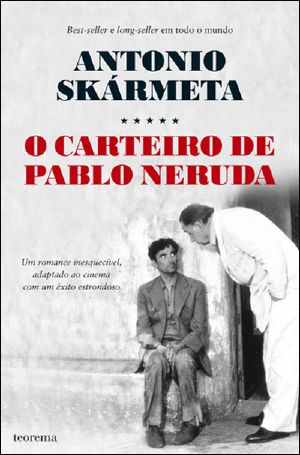 Best-seller e long-seller em todo o mundo
ANTONIO
SKÁRMETA
★★★★★
O CARTEIRO DE
PABLO NERUDA
Um romance inesquecível,
adaptado ao cinema
com um êxito estrondoso
teorema